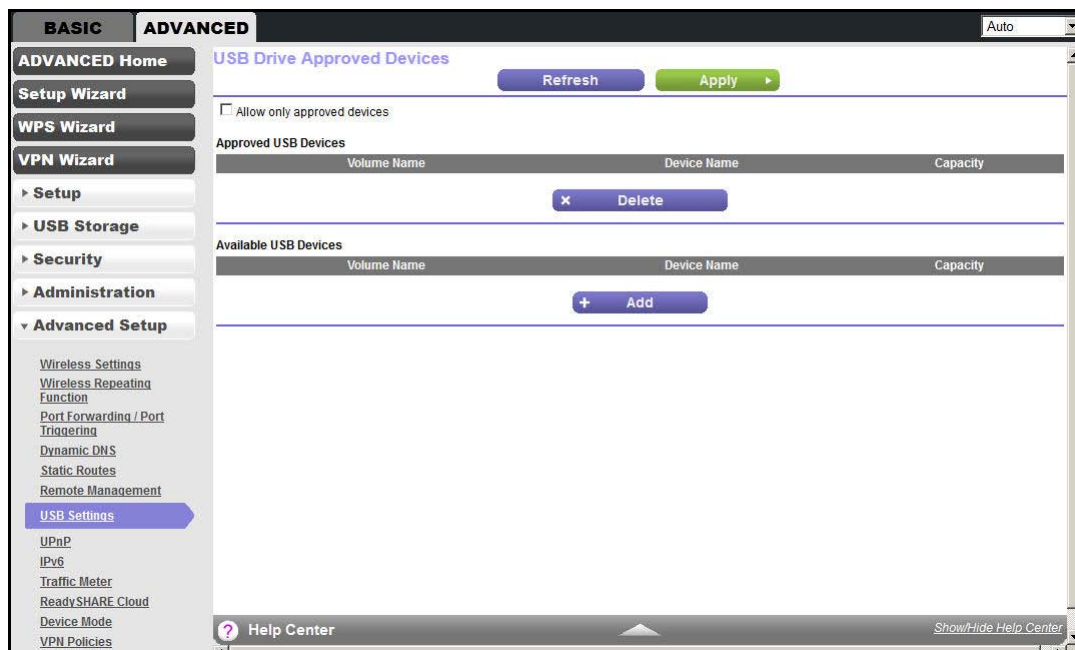 BASIC
ADVANCED
Auto
ADVANCED Home
Setup Wizard
WPS Wizard
VPN Wizard
Setup
USB Storage
Security
Administration
Advanced Setup
Wireless Settings
Wireless Repeating
Function
Port Forwarding / Port
Triggering
Dynamic DNS
Static Routes
Remote Management
USB Settings
UPnP
IPv6
Traffic Meter
ReadySHARE Cloud
Device Mode
VPN Policies
USB Drive Approved Devices
Refresh
Apply
Allow only approved devices
Approved USB Devices
Volume Name Device Name Capacity
Delete
Available USB Devices
Volume Name Device Name Capacity
Add
Help Center
Show/Hide Help Center